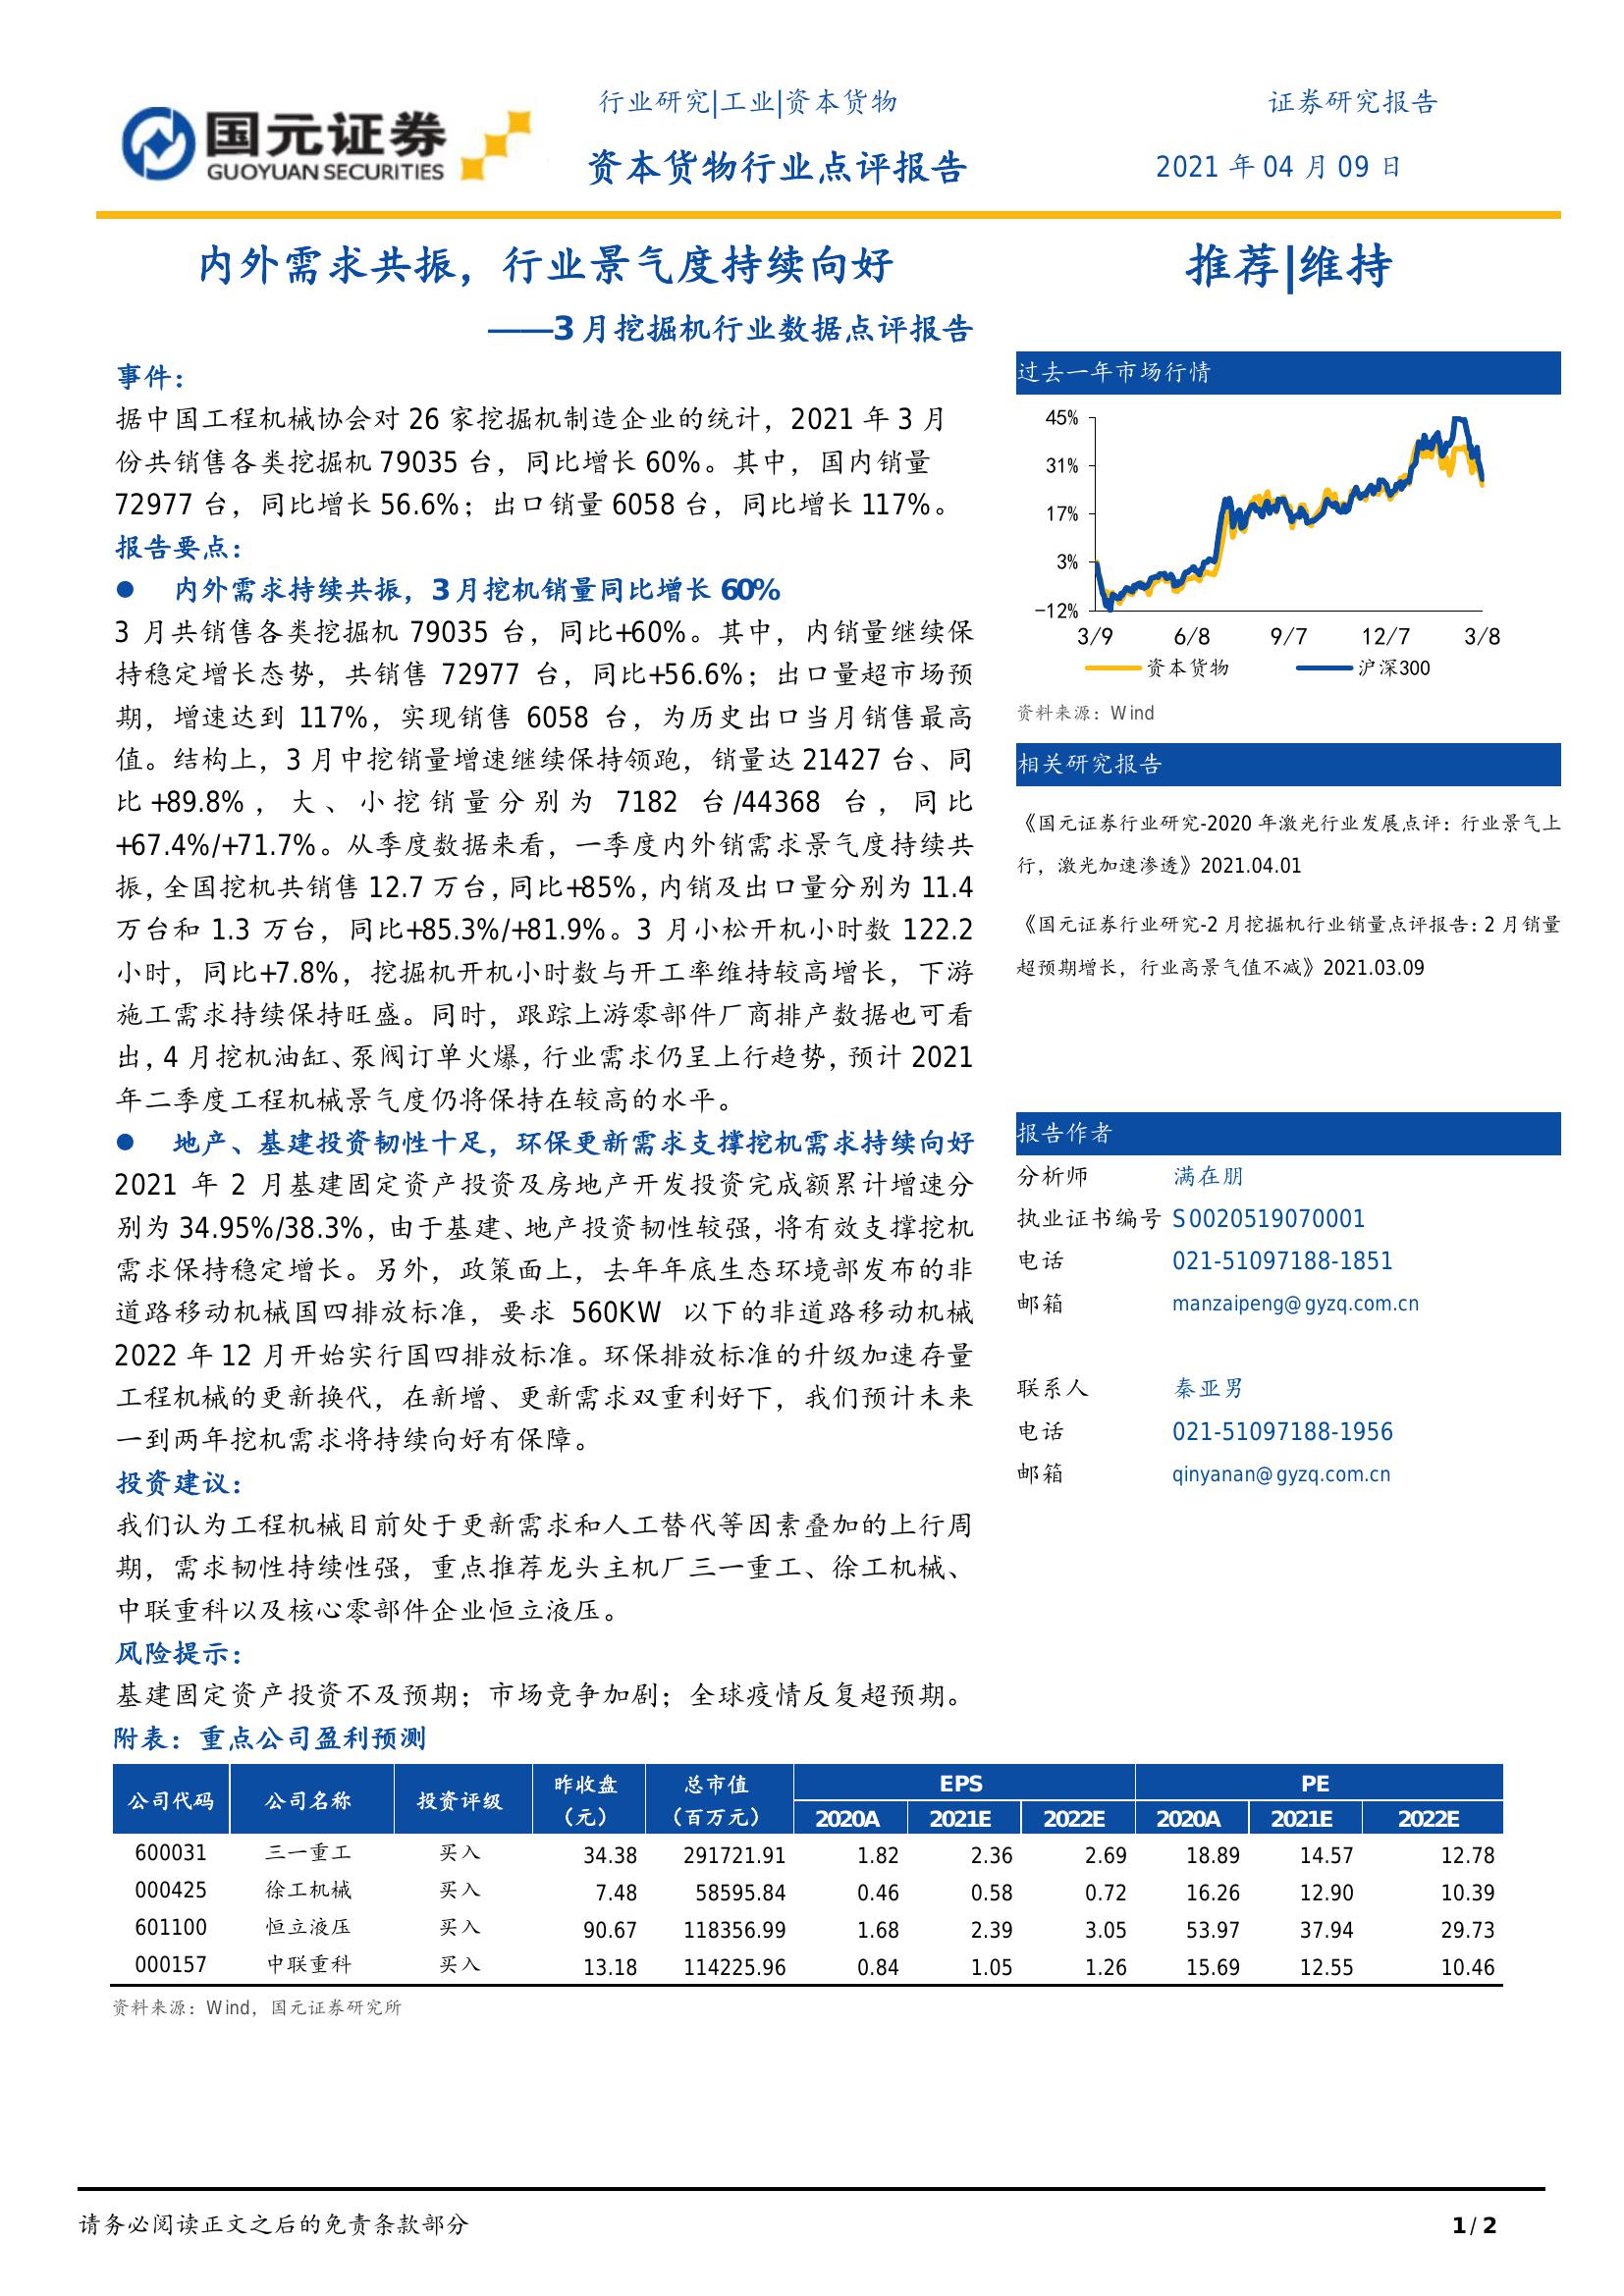 国元证券
GUOYUAN SECURITIES
行业研究|工业|资本货物
证券研究报告
资本货物行业点评报告
2021 年 04 月 09 日
内外需求共振，行业景气度持续向好
——3 月挖掘机行业数据点评报告
推荐|维持
事件：
据中国工程机械协会对 26 家挖掘机制造企业的统计，2021 年 3 月
份共销售各类挖掘机 79035 台，同比增长 60%。其中，国内销量
72977 台，同比增长 56.6%；出口销量 6058 台，同比增长 117%。
报告要点：
● 内外需求持续共振，3 月挖机销量同比增长 60%
3 月共销售各类挖掘机 79035 台，同比+60%。其中，内销量继续保
持稳定增长态势，共销售 72977 台，同比+56.6%；出口量超市场预
期，增速达到 117%，实现销售 6058 台，为历史出口当月销售最高
值。结构上，3 月中挖销量增速继续保持领跑，销量达 21427 台、同
比+89.8%，大、小挖销量分别为 7182 台/44368 台，同比
+67.4%/+71.7%。从季度数据来看，一季度内外销需求景气度持续共
振，全国挖机共销售 12.7 万台，同比+85%，内销及出口量分别为 11.4
万台和 1.3 万台，同比+85.3%/+81.9%。3 月小松开机小时数 122.2
小时，同比+7.8%，挖掘机开机小时数与开工率维持较高增长，下游
施工需求持续保持旺盛。同时，跟踪上游零部件厂商排产数据也可看
出，4 月挖机油缸、泵阀订单火爆，行业需求仍呈上行趋势，预计 2021
年二季度工程机械景气度仍将保持在较高的水平。
● 地产、基建投资韧性十足，环保更新需求支撑挖机需求持续向好
2021 年 2 月基建固定资产投资及房地产开发投资完成额累计增速分
别为 34.95%/38.3%，由于基建、地产投资韧性较强，将有效支撑挖机
需求保持稳定增长。另外，政策面上，去年年底生态环境部发布的非
道路移动机械国四排放标准，要求 560KW 以下的非道路移动机械
2022 年 12 月开始实行国四排放标准。环保排放标准的升级加速存量
工程机械的更新换代，在新增、更新需求双重利好下，我们预计未来
一到两年挖机需求将持续向好有保障。
投资建议：
我们认为工程机械目前处于更新需求和人工替代等因素叠加的上行周
期，需求韧性持续性强，重点推荐龙头主机厂三一重工、徐工机械、
中联重科以及核心零部件企业恒立液压。
风险提示：
基建固定资产投资不及预期；市场竞争加剧；全球疫情反复超预期。
过去一年市场行情
45%
31%
17%
3%
-12%
3/9 6/8 9/7 12/7 3/8
资本货物 沪深300
资料来源：Wind
相关研究报告
《国元证券行业研究-2020 年激光行业发展点评：行业景气上
行，激光加速渗透》2021.04.01
《国元证券行业研究-2 月挖掘机行业销量点评报告：2 月销量
超预期增长，行业高景气值不减》2021.03.09
报告作者
分析师 满在朋
执业证书编号 S0020519070001
电话 021-51097188-1851
邮箱 manzaipeng@gyzq.com.cn
联系人 秦亚男
电话 021-51097188-1956
邮箱 qinyanan@gyzq.com.cn
附表：重点公司盈利预测
公司代码 公司名称 投资评级 昨收盘（元） 总市值（百万元） EPS PE
2020A 2021E 2022E 2020A 2021E 2022E
600031 三一重工 买入 34.38 291721.91 1.82 2.36 2.69 18.89 14.57 12.78
000425 徐工机械 买入 7.48 58595.84 0.46 0.58 0.72 16.26 12.90 10.39
601100 恒立液压 买入 90.67 118356.99 1.68 2.39 3.05 53.97 37.94 29.73
000157 中联重科 买入 13.18 114225.96 0.84 1.05 1.26 15.69 12.55 10.46
资料来源：Wind，国元证券研究所
请务必阅读正文之后的免责条款部分
1 / 2